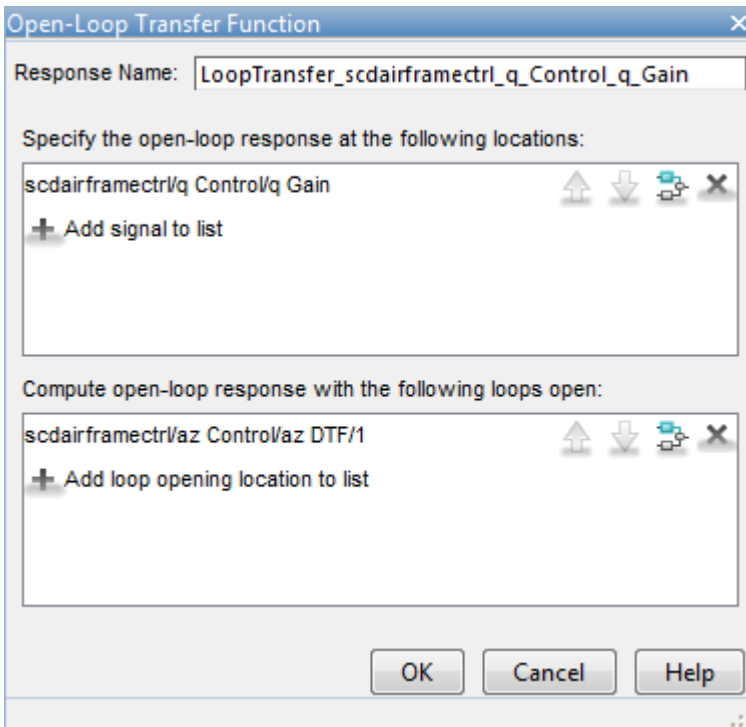 Open-Loop Transfer Function
Response Name: LoopTransfer_scdairframectrl_q_Control_q_Gain
Specify the open-loop response at the following locations:
scdairframectrl/q Control/q Gain
Add signal to list
Compute open-loop response with the following loops open:
scdairframectrl/az Control/az DTF/1
Add loop opening location to list
OK Cancel Help